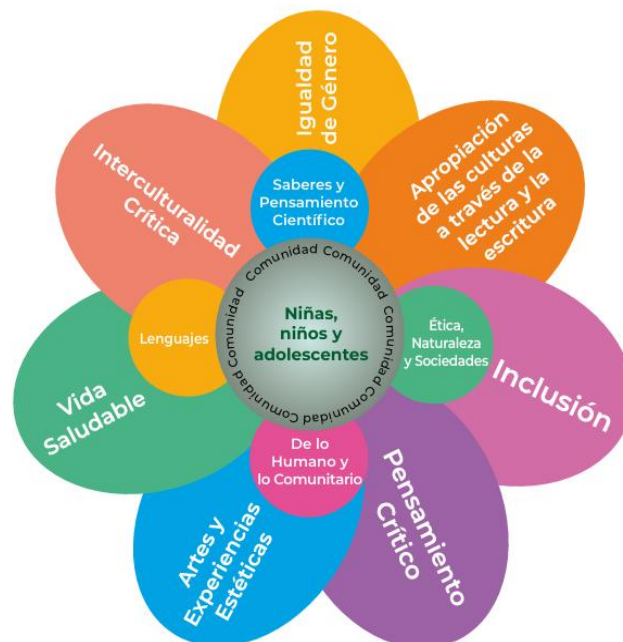 Igualdad
de Género
Apropiación
de las culturas
a través de la
lectura y la
escritura
Inclusión
Pensamiento
Crítico
Artes y
Experiencias
Estéticas
Vida
Saludable
Interculturalidad
Crítica
Saberes y
Pensamiento
Científico
Ética,
Naturaleza
y Sociedades
De lo
Humano y
lo Comunitario
Lenguajes
Comunidad Comunidad Comunidad Comunidad Comunidad Comunidad
Niñas,
niños y
adolescentes